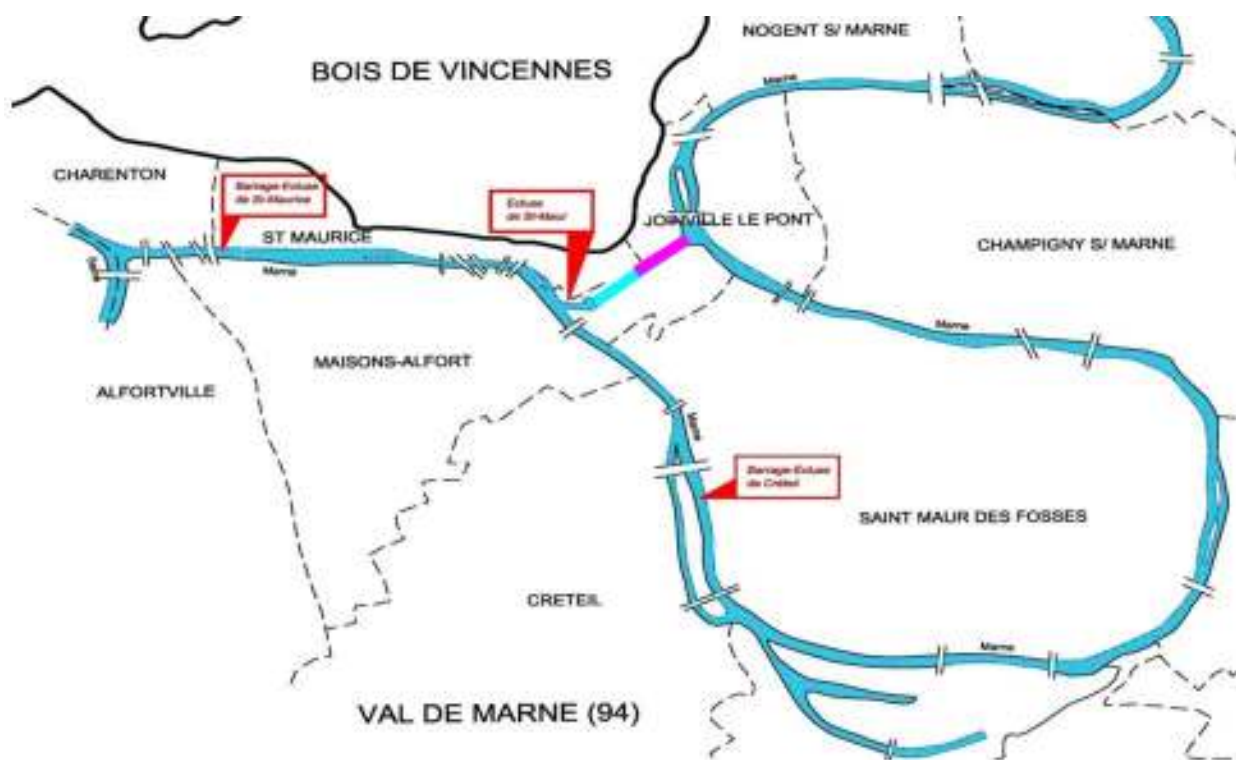 NOGENT S/ MARNE
BOIS DE VINCENNES
Marne
CHARENTON
Barrage-Ecluse
de St-Maurice
Ecluse
de St-Maur
JOINVILLE LE PONT
ST MAURICE
CHAMPIGNY S/ MARNE
Seine
Marne
Marne
MAISONS-ALFORT
ALFORTVILLE
Marne
Barrage-Ecluse
de Créteil
SAINT MAUR DES FOSSES
CRETEIL
Marne
VAL DE MARNE (94)